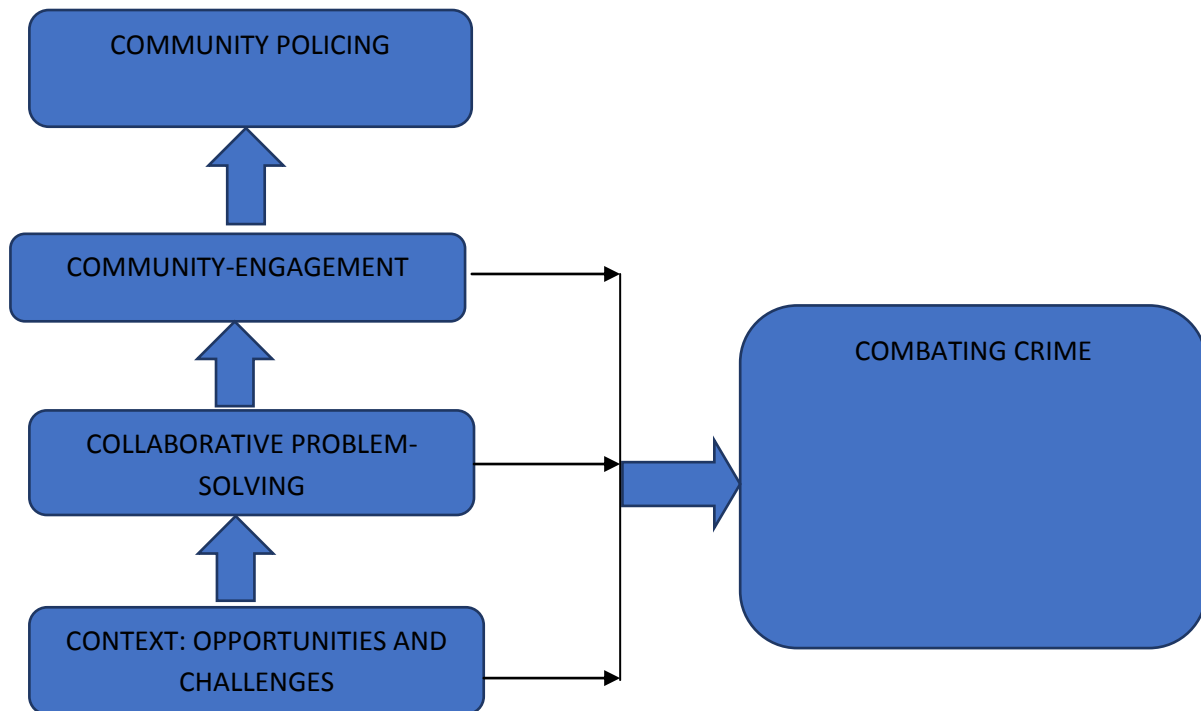 COMMUNITY POLICING
COMMUNITY-ENGAGEMENT
COLLABORATIVE PROBLEM-
SOLVING
CONTEXT: OPPORTUNITIES AND
CHALLENGES
COMBATING CRIME